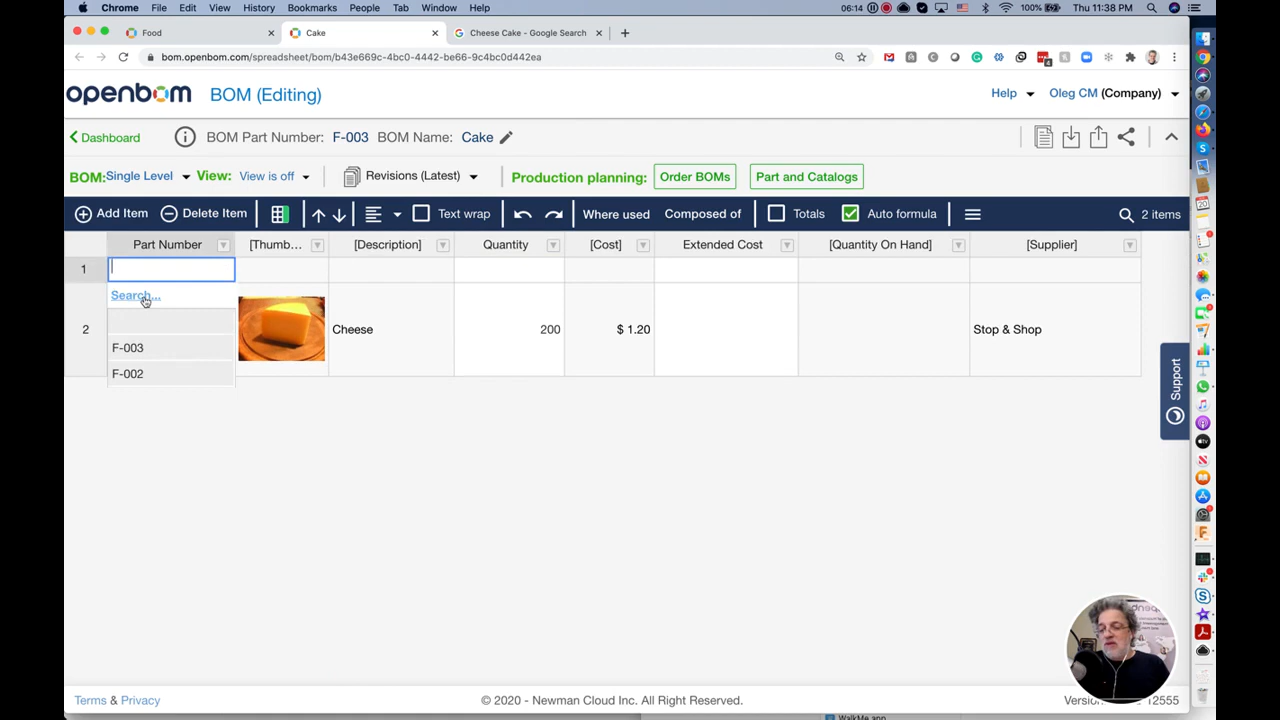 Chrome File Edit View History Bookmarks People Tab Window Help 06:14 100% Thu 11:38 PM
Food Cake Cheese Cake - Google Search
bom.openbom.com/spreadsheet/bom/b43e669c-4bc0-4442-be66-9c4bc0d442ea
openbom BOM (Editing) Help Oleg CM (Company)
Dashboard BOM Part Number: F-003 BOM Name: Cake
BOM: Single Level View: View is off Revisions (Latest) Production planning: Order BOMs Part and Catalogs
Add Item Delete Item Text wrap Where used Composed of Totals Auto formula 2 items
Part Number [Thumb... [Description] Quantity [Cost] Extended Cost [Quantity On Hand] [Supplier]
1
Search...
2 Cheese 200 $ 1.20 Stop & Shop
F-003
F-002
Support
Terms & Privacy © 2020 - Newman Cloud Inc. All Right Reserved. 12555
WalkMe app